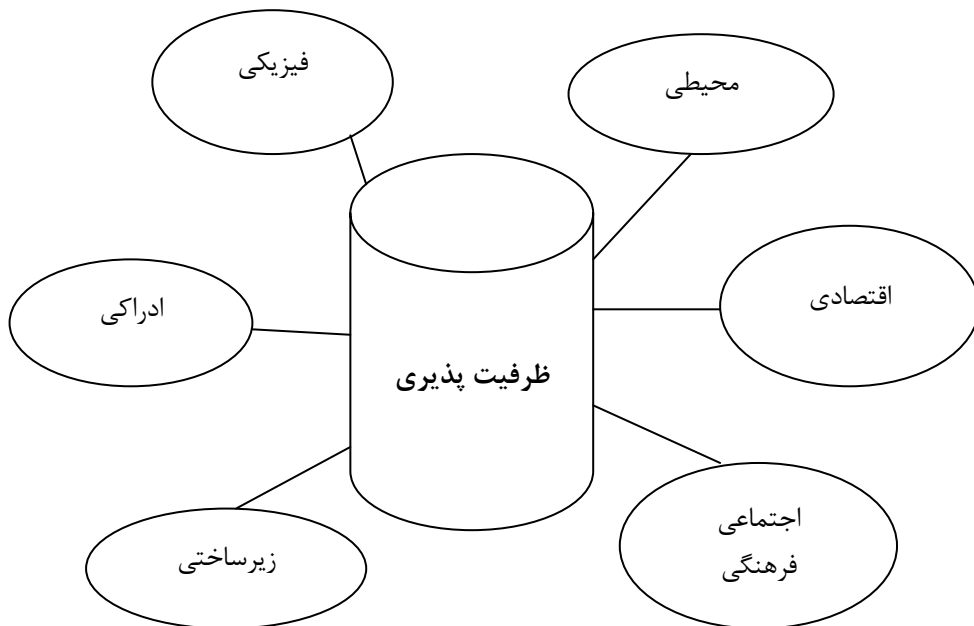 فیزیکی
محیطی
ادراکی
اقتصادی
ظرفیت پذیری
زیرساختی
اجتماعی
فرهنگی